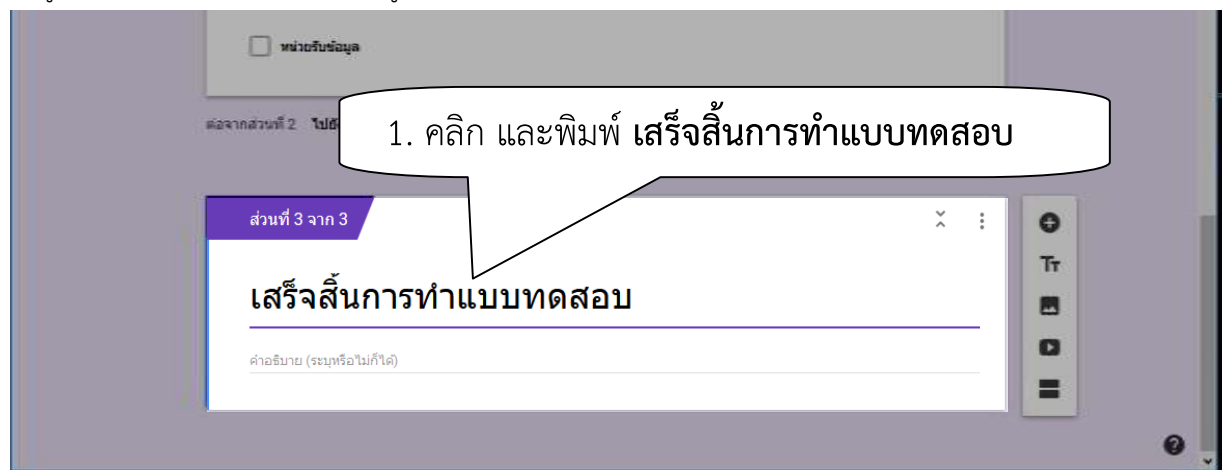 หน่วยรับข้อมูล
ต่อจากส่วนที่ 2
1. คลิก และพิมพ์ เสร็จสิ้นการทำแบบทดสอบ
ส่วนที่ 3 จาก 3
เสร็จสิ้นการทำแบบทดสอบ
คำอธิบาย (ระบุหรือไม่ก็ได้)